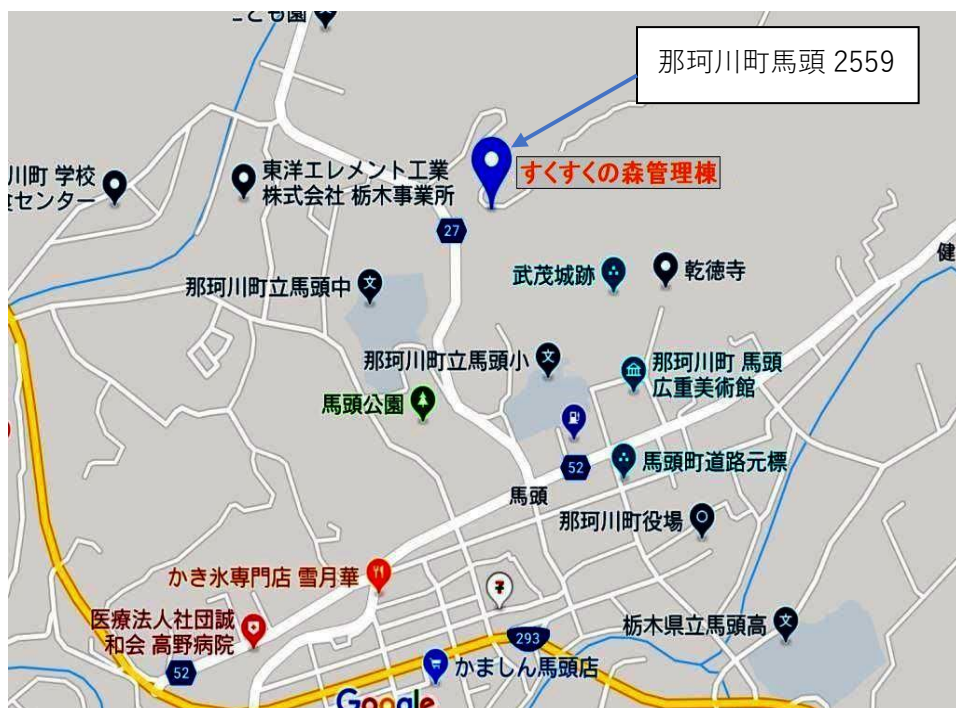 こども園
那珂川町馬頭 2559
すくすくの森管理棟
東洋エレメント工業
株式会社 栃木事業所
川町 学校
食センター
27
健
武茂城跡
乾徳寺
那珂川町立馬頭中
那珂川町立馬頭小
那珂川町 馬頭
広重美術館
馬頭公園
52
馬頭町道路元標
馬頭
那珂川町役場
かき氷専門店 雪月華
医療法人社団誠
和会 高野病院
栃木県立馬頭高
293
52
かましん馬頭店
Google